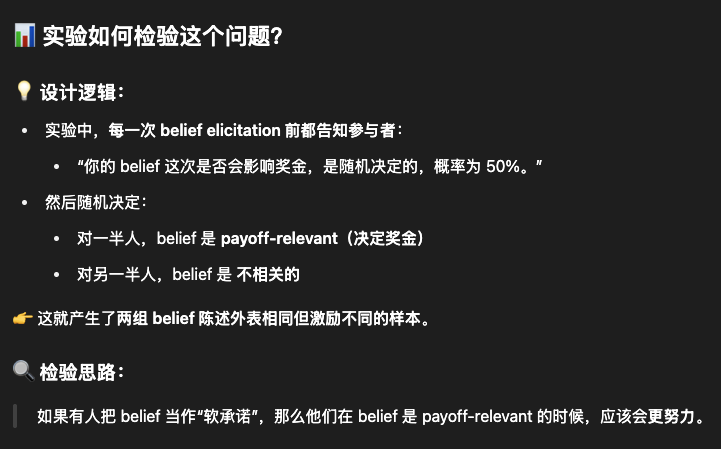 📊 实验如何检验这个问题？
💡 设计逻辑：
• 实验中，每一次 belief elicitation 前都告知参与者：
• “你的 belief 这次是否会影响奖金，是随机决定的，概率为 50%。”
• 然后随机决定：
• 对一半人，belief 是 payoff-relevant（决定奖金）
• 对另一半人，belief 是 不相关的
👉 这就产生了两组 belief 陈述外表相同但激励不同的样本。
🔍 检验思路：
如果有人把 belief 当作“软承诺”，那么他们在 belief 是 payoff-relevant 的时候，应该会更努力。